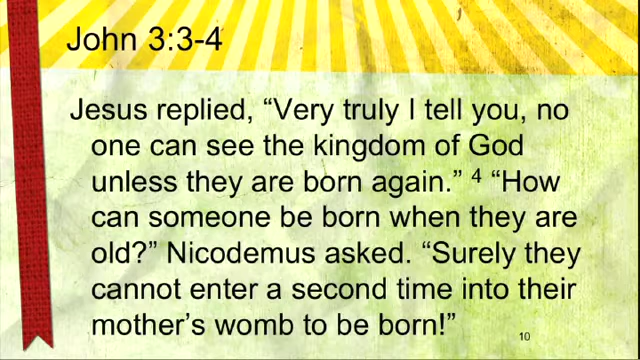 John 3:3-4
Jesus replied, “Very truly I tell you, no
one can see the kingdom of God
unless they are born again.” 4 “How
can someone be born when they are
old?” Nicodemus asked. “Surely they
cannot enter a second time into their
mother’s womb to be born!”
10